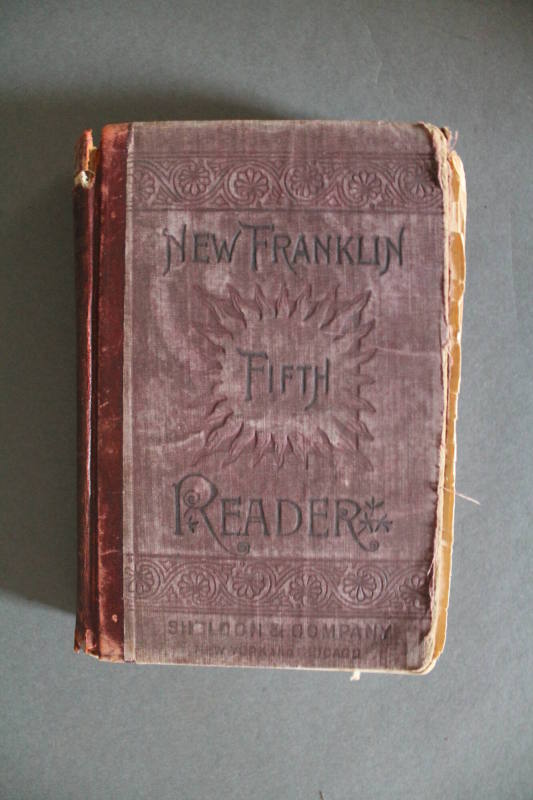 NEW FRANKLIN
FIFTH
READER
SHELDON & COMPANY
NEW YORK AND CHICAGO